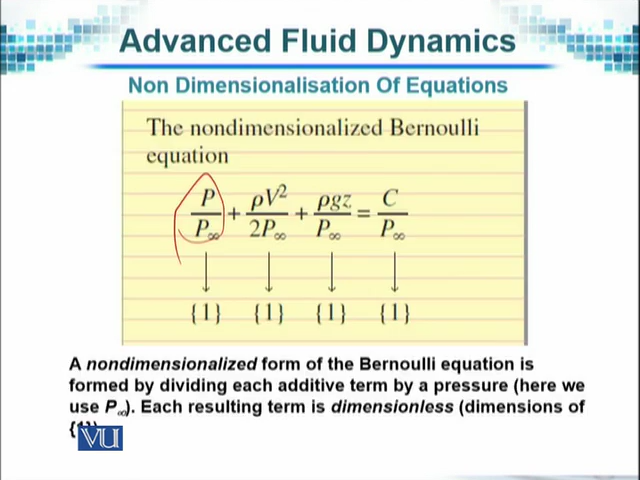 Advanced Fluid Dynamics
Non Dimensionalisation Of Equations
The nondimensionalized Bernoulli
equation
P/P∞ + ρV²/2P∞ + ρgz/P∞ = C/P∞
{1} {1} {1} {1}
A nondimensionalized form of the Bernoulli equation is
formed by dividing each additive term by a pressure (here we
use P∞). Each resulting term is dimensionless (dimensions of
{1}).
VU